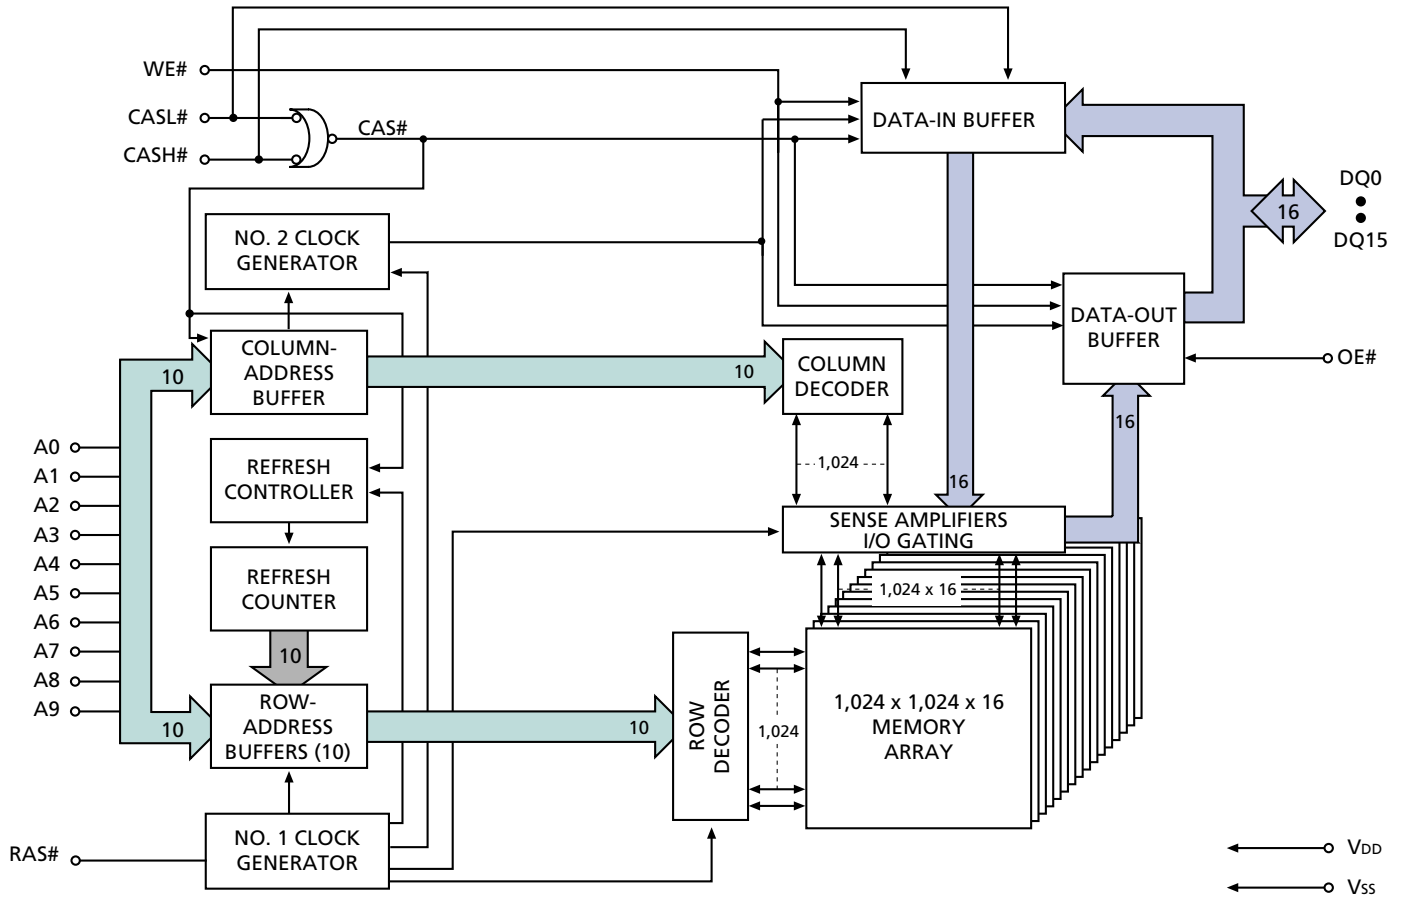 WE#
CASL#
CASH#
CAS#
DATA-IN BUFFER
DQ0
16
DQ15
NO. 2 CLOCK
GENERATOR
DATA-OUT
BUFFER
OE#
COLUMN-
ADDRESS
BUFFER
10
10
COLUMN
DECODER
16
A0
A1
A2
A3
A4
A5
A6
A7
A8
A9
REFRESH
CONTROLLER
1,024
16
SENSE AMPLIFIERS
I/O GATING
REFRESH
COUNTER
1,024 x 16
10
ROW-
ADDRESS
BUFFERS (10)
10
10
ROW
DECODER
1,024
1,024 x 1,024 x 16
MEMORY
ARRAY
NO. 1 CLOCK
GENERATOR
RAS#
VDD
VSS